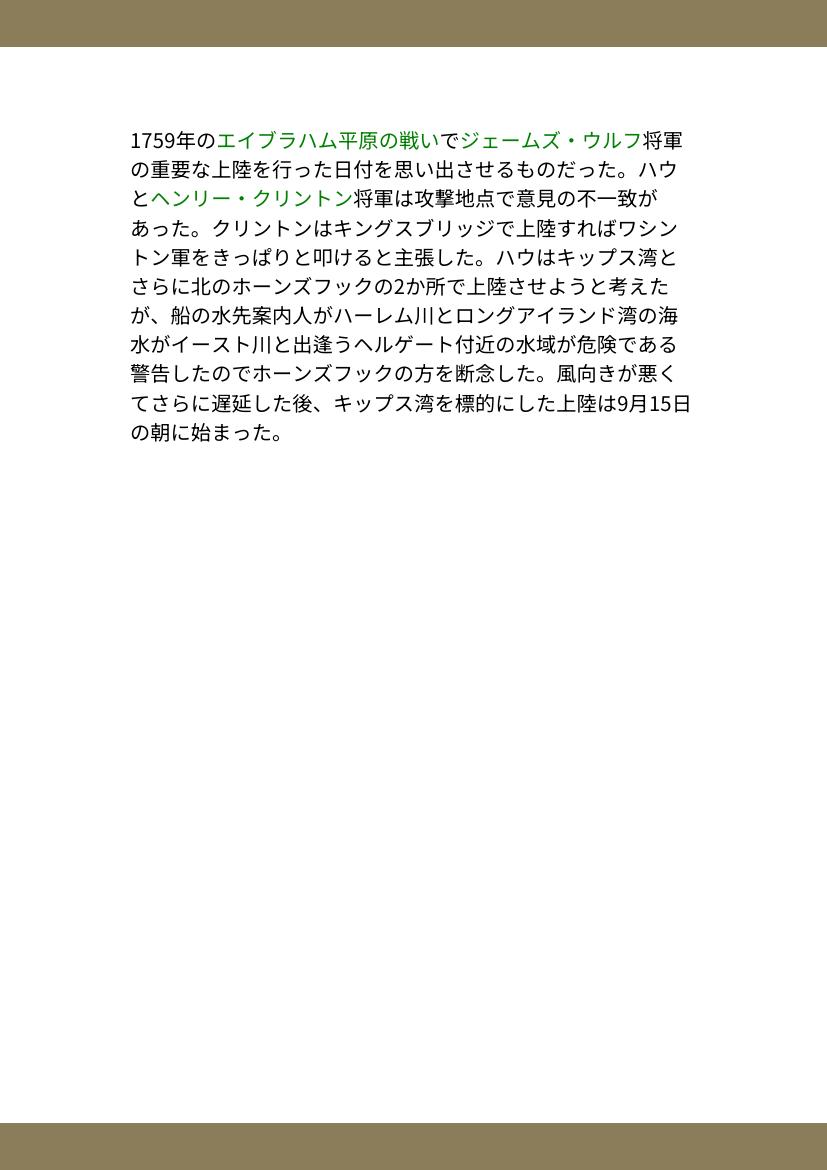 1759年のエイブラハム平原の戦いでジェームズ・ウルフ将軍
の重要な上陸を行った日付を思い出させるものだった。ハウ
とヘンリー・クリントン将軍は攻撃地点で意見の不一致が
あった。クリントンはキングスブリッジで上陸すればワシン
トン軍をきっぱりと叩けると主張した。ハウはキップス湾と
さらに北のホーンズフックの2か所で上陸させようと考えた
が、船の水先案内人がハーレム川とロングアイランド湾の海
水がイースト川と出逢うヘルゲート付近の水域が危険である
警告したのでホーンズフックの方を断念した。風向きが悪く
てさらに遅延した後、キップス湾を標的にした上陸は9月15日
の朝に始まった。